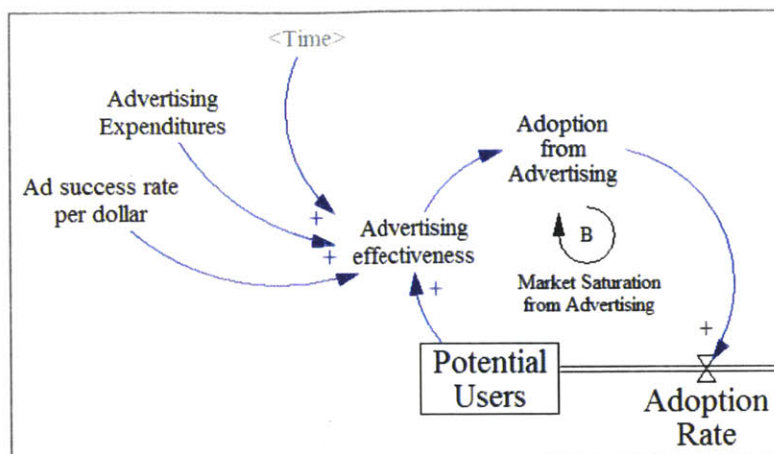 <Time>
Advertising
Expenditures
Ad success rate
per dollar
+
+
+
Advertising
effectiveness
Adoption
from
Advertising
B
Market Saturation
from Advertising
+
Potential
Users
Adoption
Rate